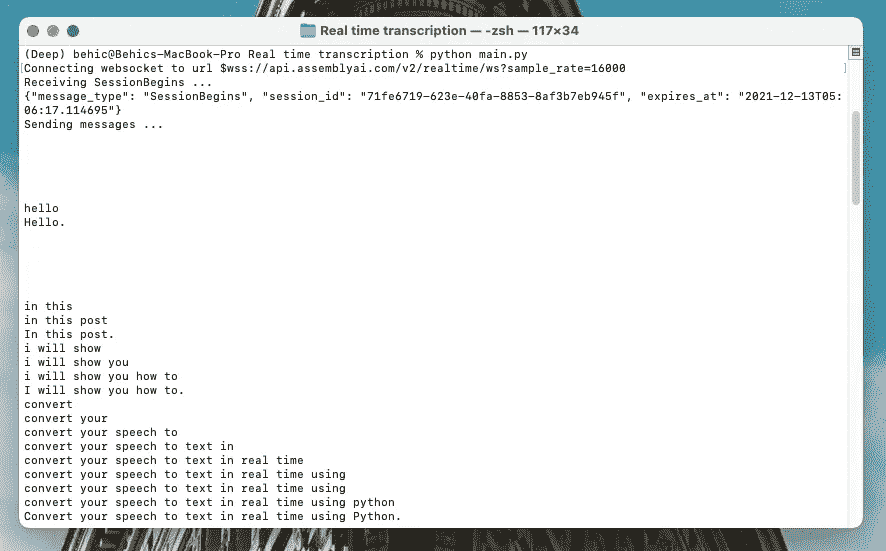 Real time transcription — -zsh — 117×34
(Deep) behic@Behics-MacBook-Pro Real time transcription % python main.py
[Connecting websocket to url $wss://api.assemblyai.com/v2/realtime/ws?sample_rate=16000 ]
Receiving SessionBegins ...
{"message_type": "SessionBegins", "session_id": "71fe6719-623e-40fa-8853-8af3b7eb945f", "expires_at": "2021-12-13T05:
06:17.114695"}
Sending messages ...
hello
Hello.
in this
in this post
In this post.
i will show
i will show you
i will show you how to
I will show you how to.
convert
convert your
convert your speech to
convert your speech to text in
convert your speech to text in real time
convert your speech to text in real time using
convert your speech to text in real time using
convert your speech to text in real time using python
Convert your speech to text in real time using Python.